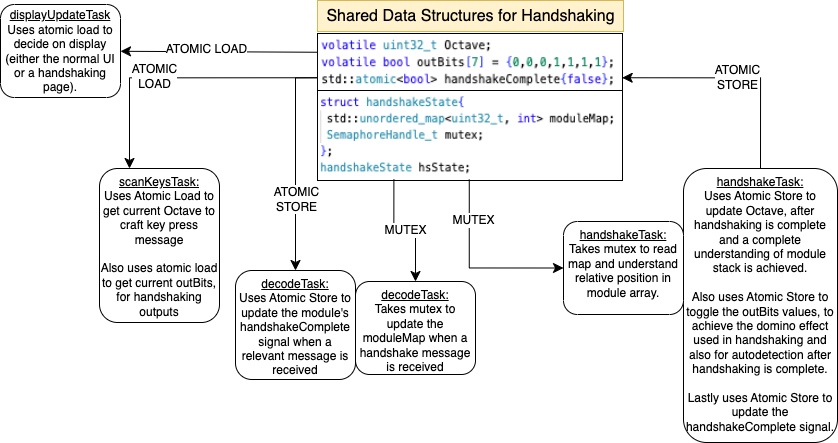 displayUpdateTask
Uses atomic load to
decide on display
(either the normal UI
or a handshaking
page).
ATOMIC LOAD
ATOMIC
LOAD
Shared Data Structures for Handshaking
volatile uint32_t Octave;
volatile bool outBits[7] = {0,0,0,1,1,1,1};
std::atomic<bool> handshakeComplete{false};
struct handshakeState{
std::unordered_map<uint32_t, int> moduleMap;
SemaphoreHandle_t mutex;
};
handshakeState hsState;
ATOMIC
STORE
scanKeysTask:
Uses Atomic Load to
get current Octave to
craft key press
message
Also uses atomic load
to get current outBits,
for handshaking
outputs
ATOMIC
STORE
MUTEX
MUTEX
decodeTask:
Uses Atomic Store to
update the module's
handshakeComplete
signal when a
relevant message is
received
decodeTask:
Takes mutex to
update the
moduleMap when a
handshake message
is received
handshakeTask:
Takes mutex to read
map and understand
relative position in
module array.
handshakeTask:
Uses Atomic Store to
update Octave, after
handshaking is complete
and a complete
understanding of module
stack is achieved.
Also uses Atomic Store to
toggle the outBits values, to
achieve the domino effect
used in handshaking and
also for autodetection after
handshaking is complete.
Lastly uses Atomic Store to
update the
handshakeComplete signal.